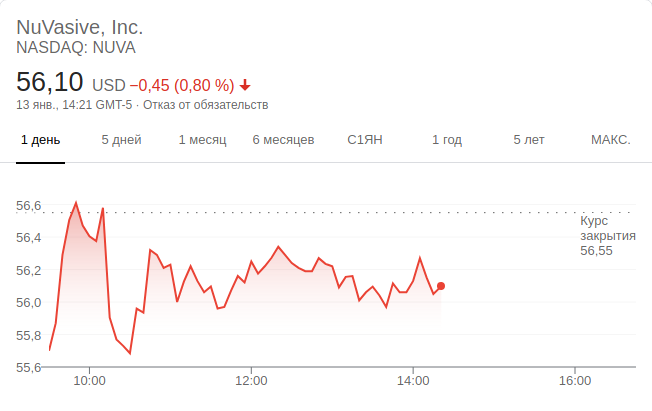 NuVasive, Inc.
NASDAQ: NUVA
56,10 USD −0,45 (0,80 %)
13 янв., 14:21 GMT-5 · Отказ от обязательств
1 день 5 дней 1 месяц 6 месяцев С1ЯН 1 год 5 лет МАКС.
56,6
Курс
закрытия
56,55
56,4
56,2
56,0
55,8
55,6
10:00 12:00 14:00 16:00